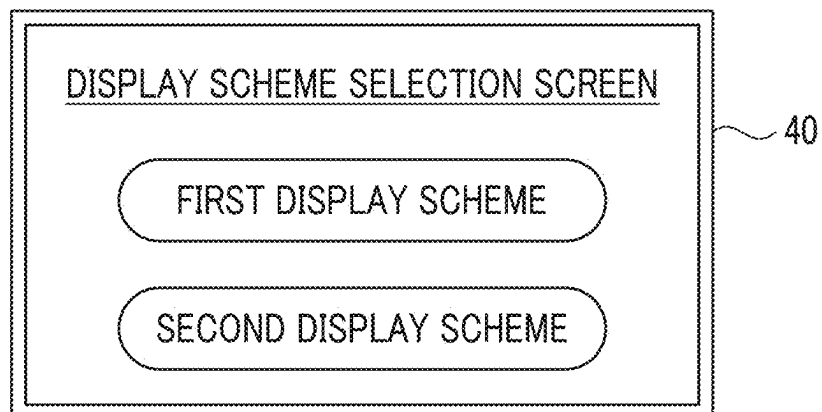 DISPLAY SCHEME SELECTION SCREEN
40
FIRST DISPLAY SCHEME
SECOND DISPLAY SCHEME